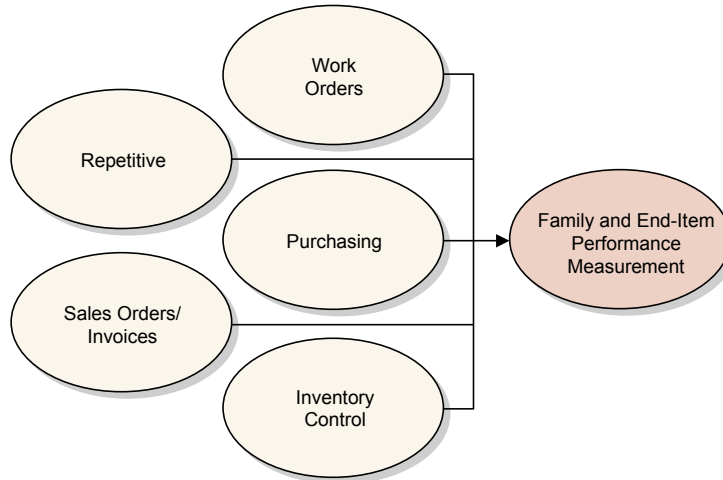 Work
Orders
Repetitive
Purchasing
Family and End-Item
Performance
Measurement
Sales Orders/
Invoices
Inventory
Control